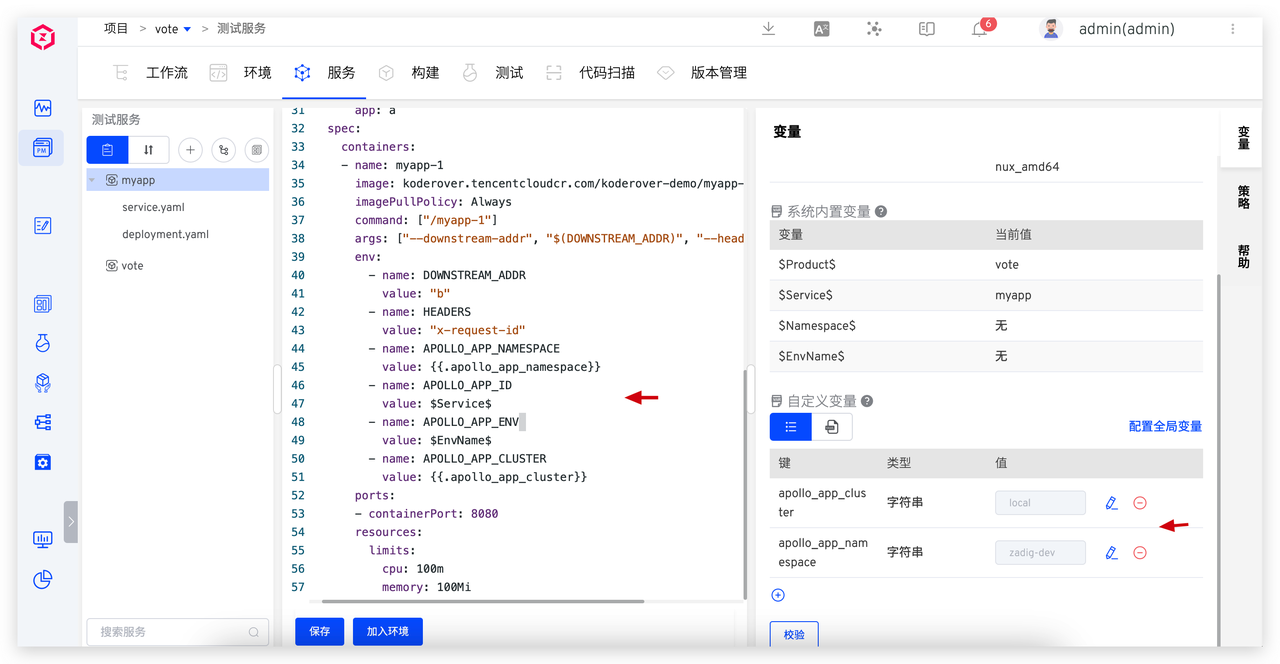 项目 > vote > 测试服务
6
admin(admin)
工作流 环境 服务 构建 测试 代码扫描 版本管理
测试服务
myapp
service.yaml
deployment.yaml
vote
搜索服务
31 app: a
32 spec:
33 containers:
34 - name: myapp-1
35 image: koderover.tencentcloudcr.com/koderover-demo/myapp-
36 imagePullPolicy: Always
37 command: ["/myapp-1"]
38 args: ["--downstream-addr", "$(DOWNSTREAM_ADDR)", "--head
39 env:
40 - name: DOWNSTREAM_ADDR
41 value: "b"
42 - name: HEADERS
43 value: "x-request-id"
44 - name: APOLLO_APP_NAMESPACE
45 value: {{.apollo_app_namespace}}
46 - name: APOLLO_APP_ID
47 value: $Service$
48 - name: APOLLO_APP_ENV
49 value: $EnvName$
50 - name: APOLLO_APP_CLUSTER
51 value: {{.apollo_app_cluster}}
52 ports:
53 - containerPort: 8080
54 resources:
55 limits:
56 cpu: 100m
57 memory: 100Mi
保存 加入环境
变量
nux_amd64
系统内置变量
变量 当前值
$Product$ vote
$Service$ myapp
$Namespace$ 无
$EnvName$ 无
自定义变量
配置全局变量
键 类型 值
apollo_app_clus
ter 字符串 local
apollo_app_nam
espace 字符串 zadig-dev
校验
变量
策略
帮助